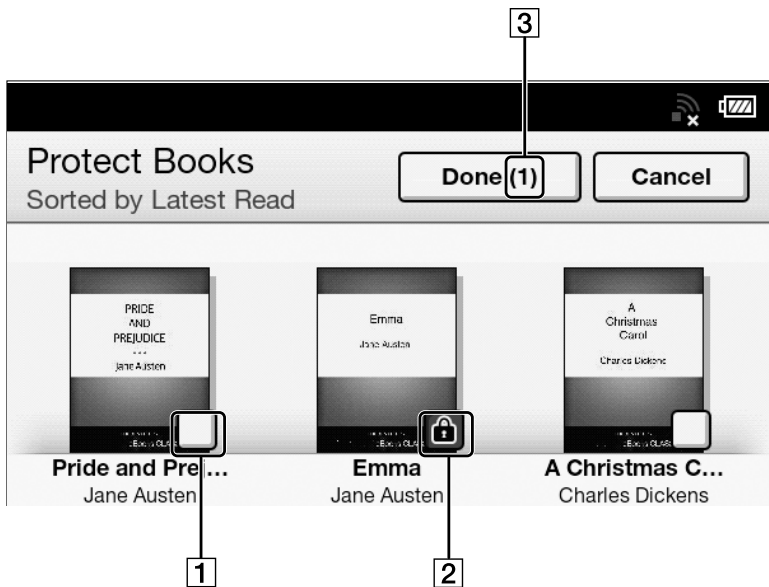 3
Protect Books
Sorted by Latest Read
Done (1)
Cancel
PRIDE
AND
PREJUDICE
Jane Austen
Emma
Jane Austen
A
Christmas
Carol
Charles Dickens
Pride and Prej...
Jane Austen
Emma
Jane Austen
A Christmas C...
Charles Dickens
1
2